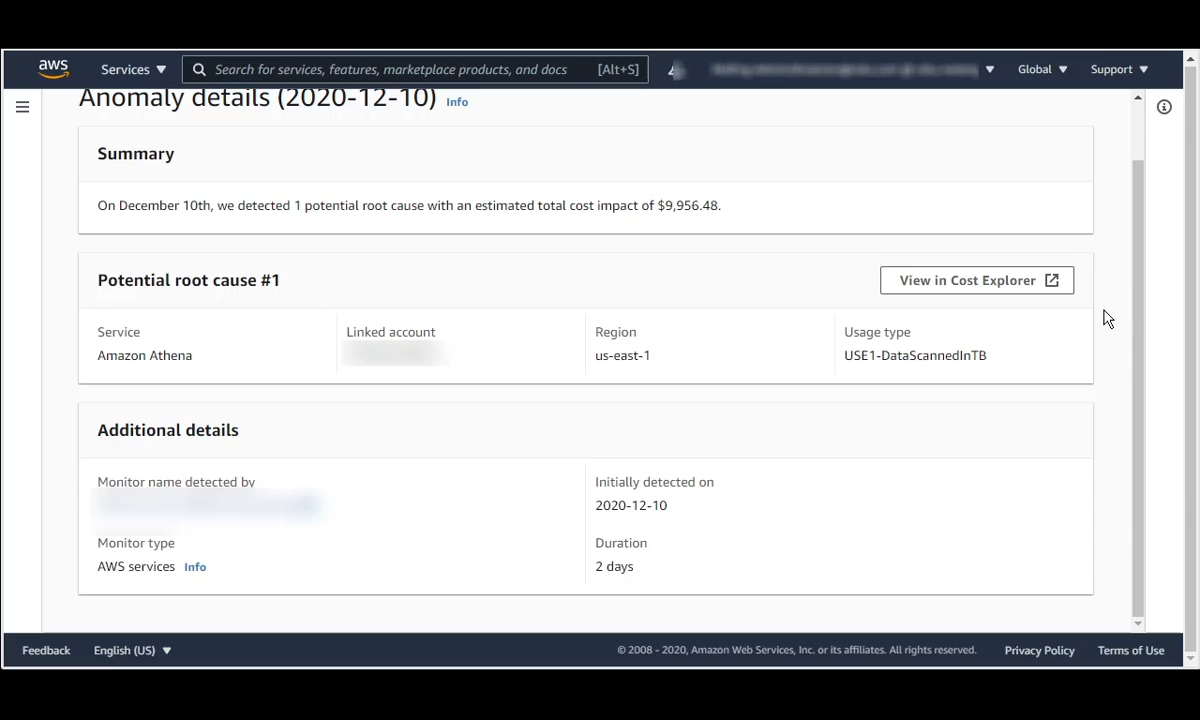 aws
Services
Search for services, features, marketplace products, and docs
[Alt+S]
Global
Support
Anomaly details (2020-12-10)
Info
Summary
On December 10th, we detected 1 potential root cause with an estimated total cost impact of $9,956.48.
Potential root cause #1
View in Cost Explorer
Service
Linked account
Region
Usage type
Amazon Athena
us-east-1
USE1-DataScannedInTB
Additional details
Monitor name detected by
Initially detected on
2020-12-10
Monitor type
Duration
AWS services
Info
2 days
Feedback
English (US)
© 2008 - 2020, Amazon Web Services, Inc. or its affiliates. All rights reserved.
Privacy Policy
Terms of Use